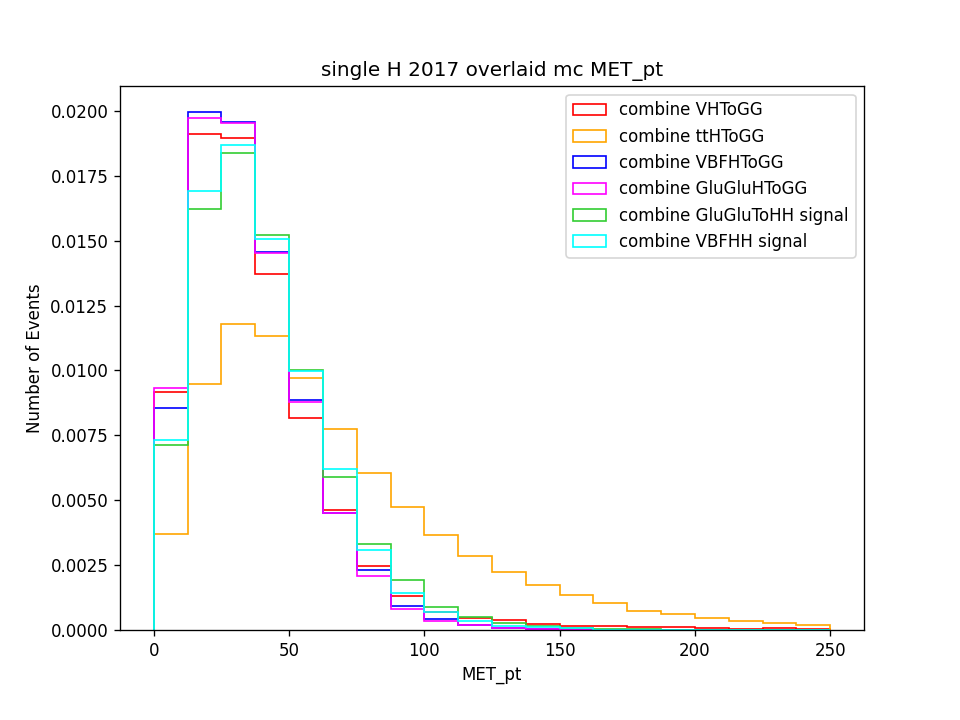 single H 2017 overlaid mc MET_pt
combine VHToGG
combine ttHToGG
combine VBFHToGG
combine GluGluHToGG
combine GluGluToHH signal
combine VBFHH signal
Number of Events
0.0200
0.0175
0.0150
0.0125
0.0100
0.0075
0.0050
0.0025
0.0000
0 50 100 150 200 250
MET_pt